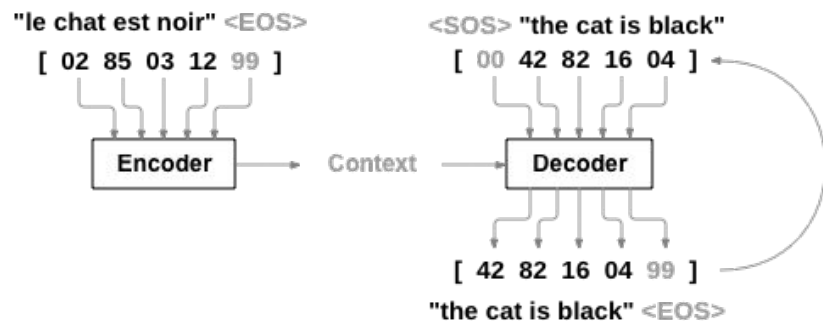 "le chat est noir" <EOS>
[ 02 85 03 12 99 ]
<SOS> "the cat is black"
[ 00 42 82 16 04 ]
Encoder
Context
Decoder
[ 42 82 16 04 99 ]
"the cat is black" <EOS>